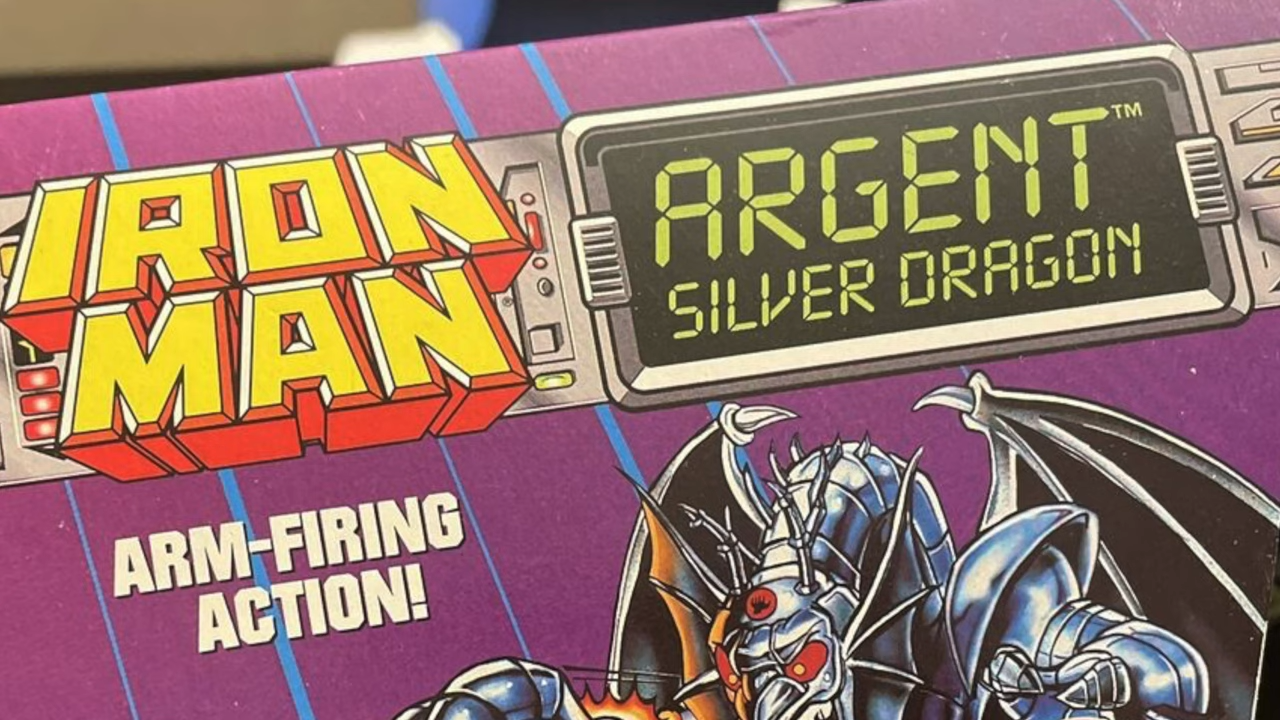 IRON
MAN
ARGENT™
SILVER DRAGON
ARM-FIRING
ACTION!